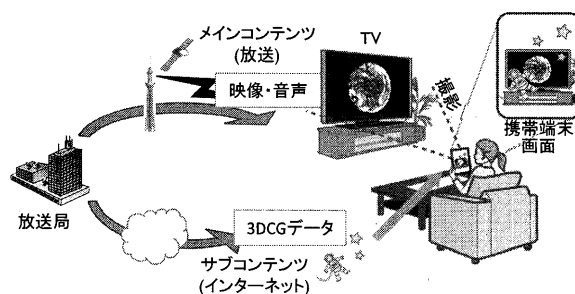 メインコンテンツ
(放送)
TV
映像・音声
撮影
携帯端末
画面
放送局
3DCGデータ
サブコンテンツ
(インターネット)